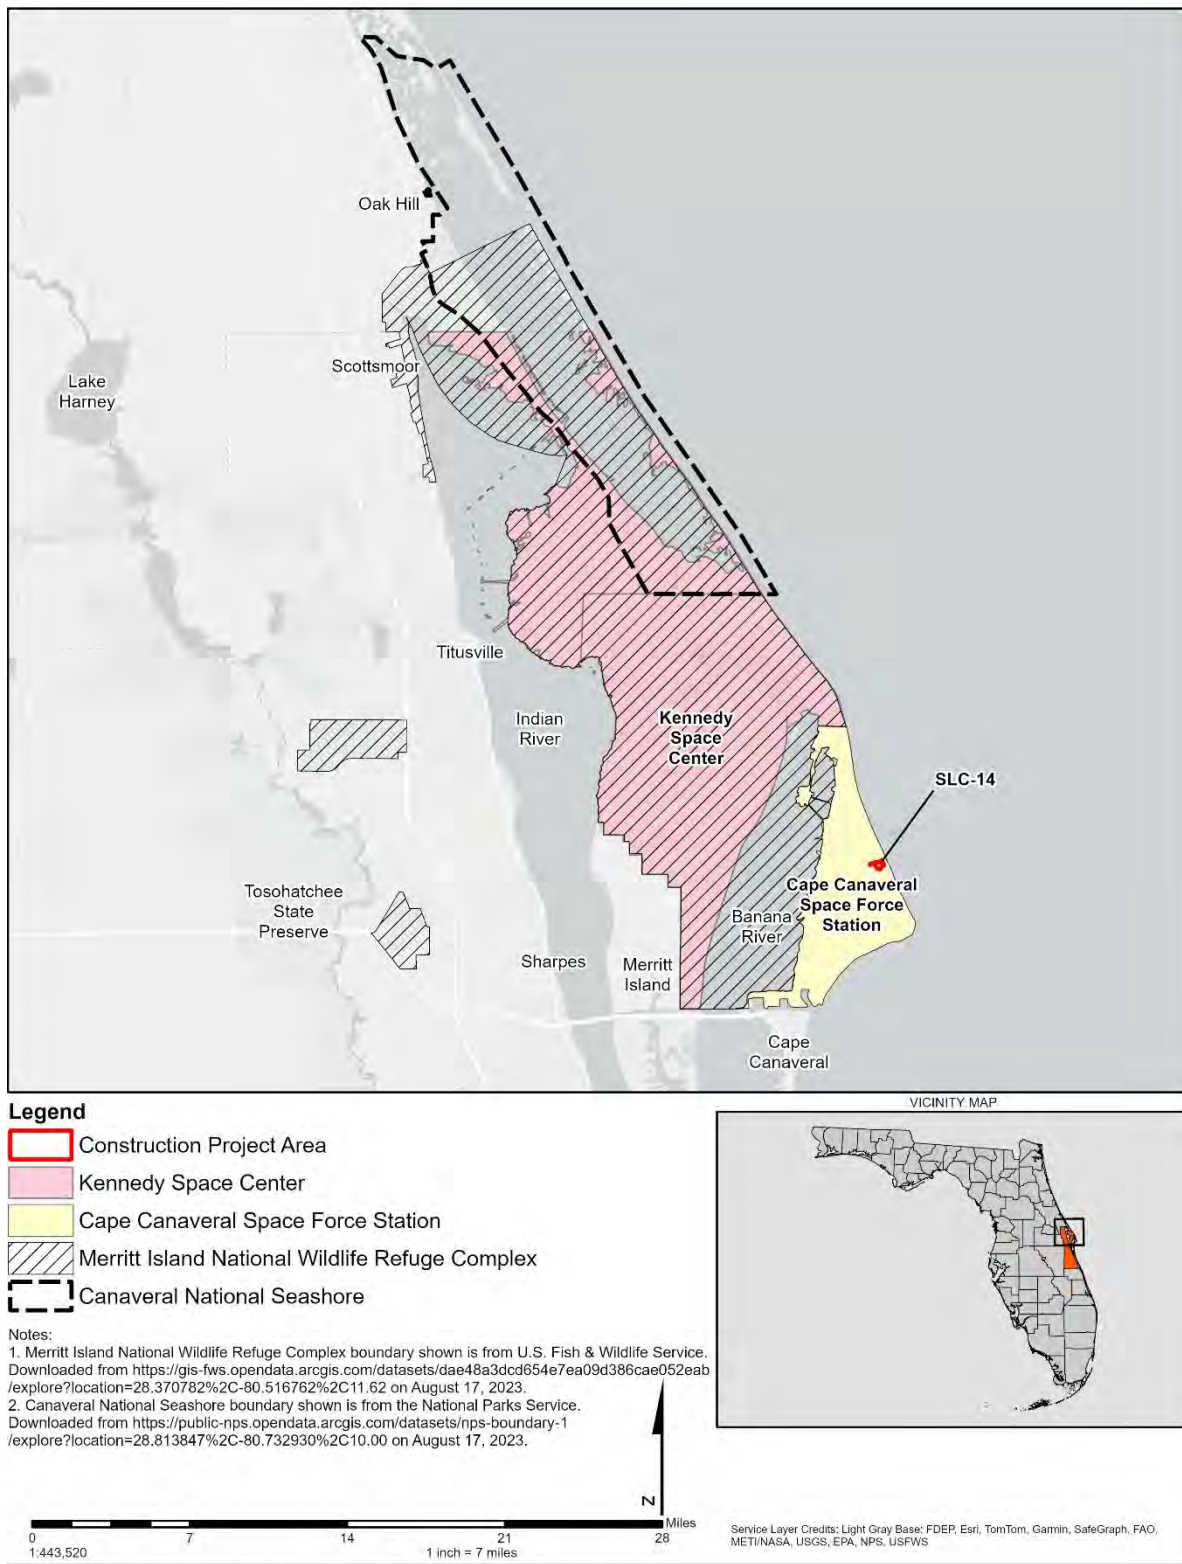 Oak Hill
Scottsmoor
Lake
Harney
Titusville
Indian
River
Kennedy
Space
Center
SLC-14
Cape Canaveral
Space Force
Station
Tosohatchee
State
Preserve
Banana
River
Sharpes
Merritt
Island
Cape
Canaveral
Legend
Construction Project Area
Kennedy Space Center
Cape Canaveral Space Force Station
Merritt Island National Wildlife Refuge Complex
Canaveral National Seashore
VICINITY MAP
Notes:
1. Merritt Island National Wildlife Refuge Complex boundary shown is from U.S. Fish & Wildlife Service.
Downloaded from https://gis-fws.opendata.arcgis.com/datasets/dae48a3dcd654e7ea09d386cae052eab
/explore?location=28.370782%2C-80.516762%2C11.62 on August 17, 2023.
2. Canaveral National Seashore boundary shown is from the National Parks Service.
Downloaded from https://public-nps.opendata.arcgis.com/datasets/nps-boundary-1
/explore?location=28.813847%2C-80.732930%2C10.00 on August 17, 2023.
N
Miles
0 7 14 21 28
1:443,520 1 inch = 7 miles
Service Layer Credits: Light Gray Base: FDEP, Esri, TomTom, Garmin, SafeGraph, FAO,
METI/NASA, USGS, EPA, NPS, USFWS